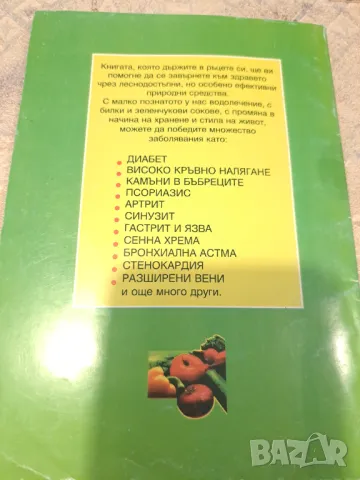 Книгата, която държите в ръцете си, ще ви
помогне да се завърнете към здравето
чрез леснодостъпни, но особено ефективни
природни средства.
С малко познатото у нас водолечение, с
билки и зеленчукови сокове, с промяна в
начина на хранене и стила на живот,
можете да победите множество
заболявания като:
ДИАБЕТ
ВИСОКО КРЪВНО НАЛЯГАНЕ
КАМЪНИ В БЪБРЕЦИТЕ
ПСОРИАЗИС
АРТРИТ
СИНУЗИТ
ГАСТРИТ И ЯЗВА
СЕННА ХРЕМА
БРОНХИАЛНА АСТМА
СТЕНОКАРДИЯ
РАЗШИРЕНИ ВЕНИ
и още много други.
BAZAR